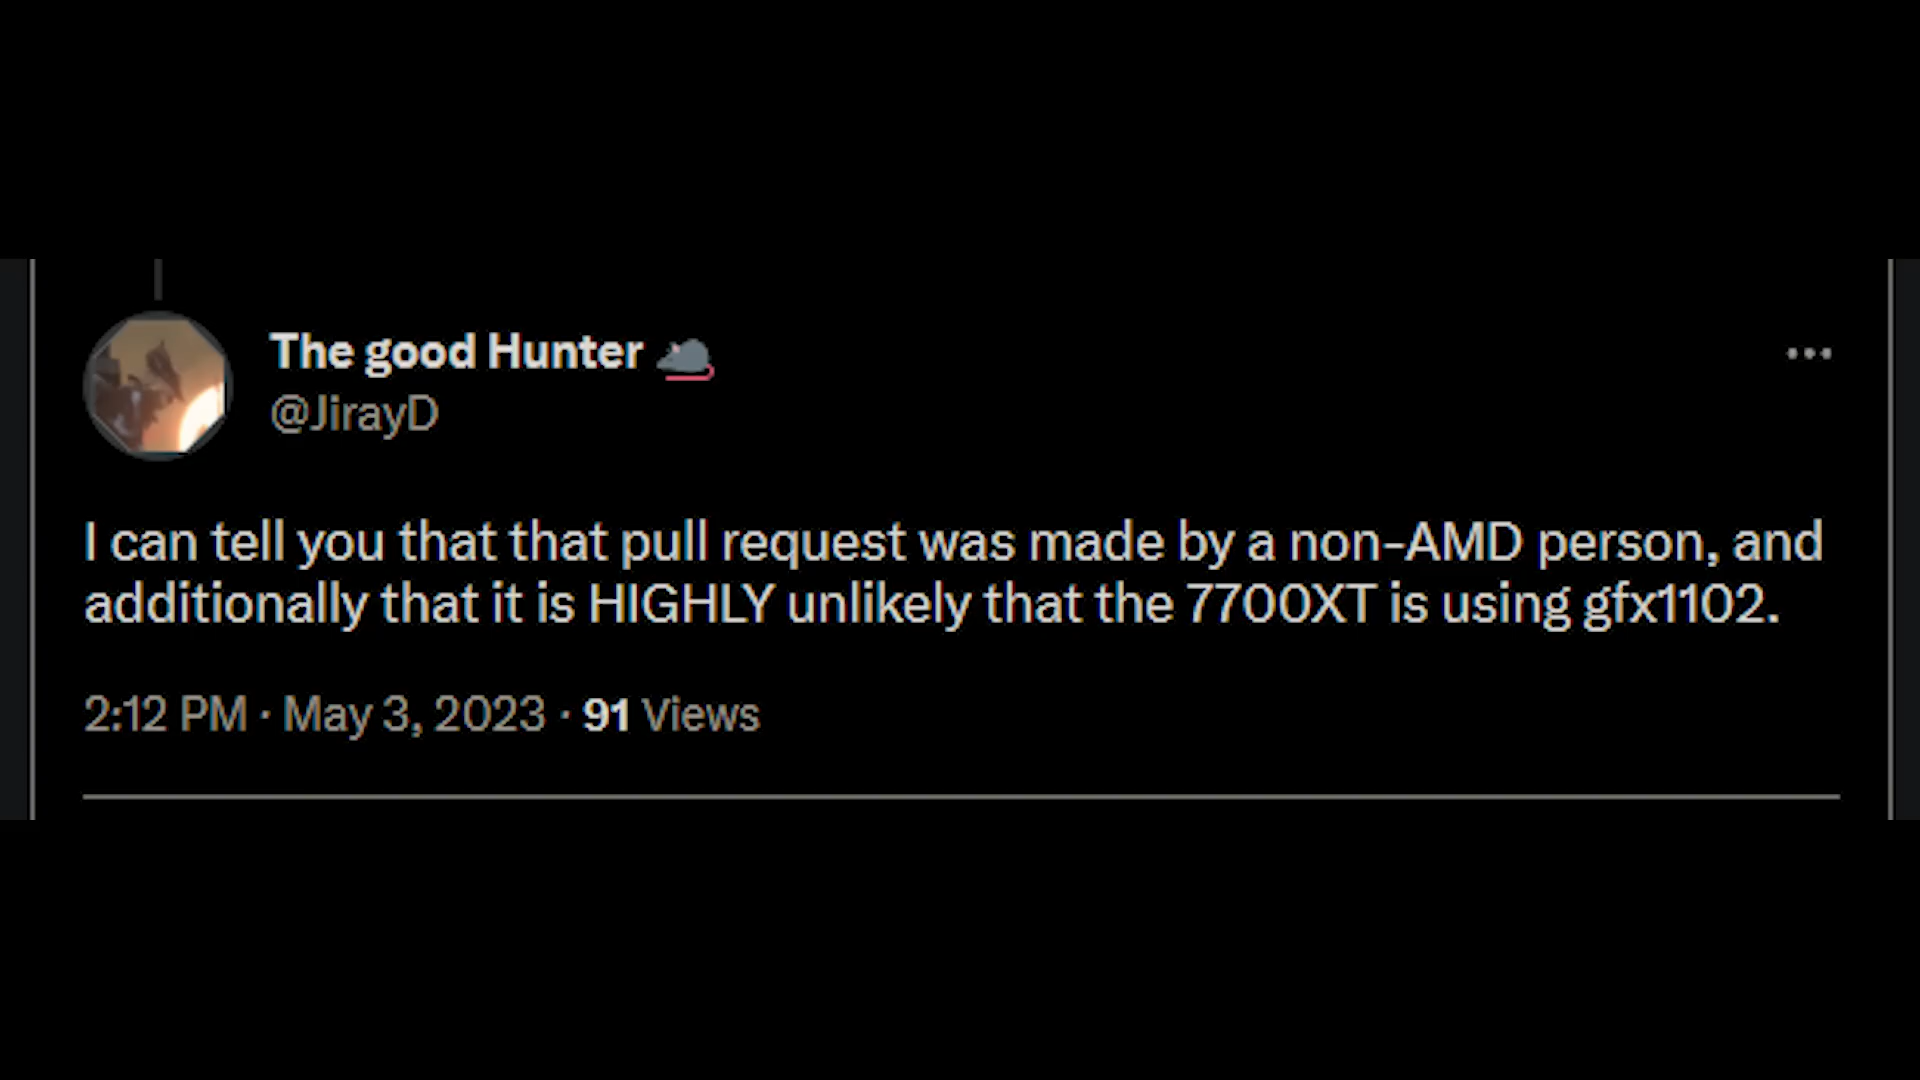 The good Hunter 🐀
@JirayD
I can tell you that that pull request was made by a non-AMD person, and
additionally that it is HIGHLY unlikely that the 7700XT is using gfx1102.
2:12 PM · May 3, 2023 · 91 Views